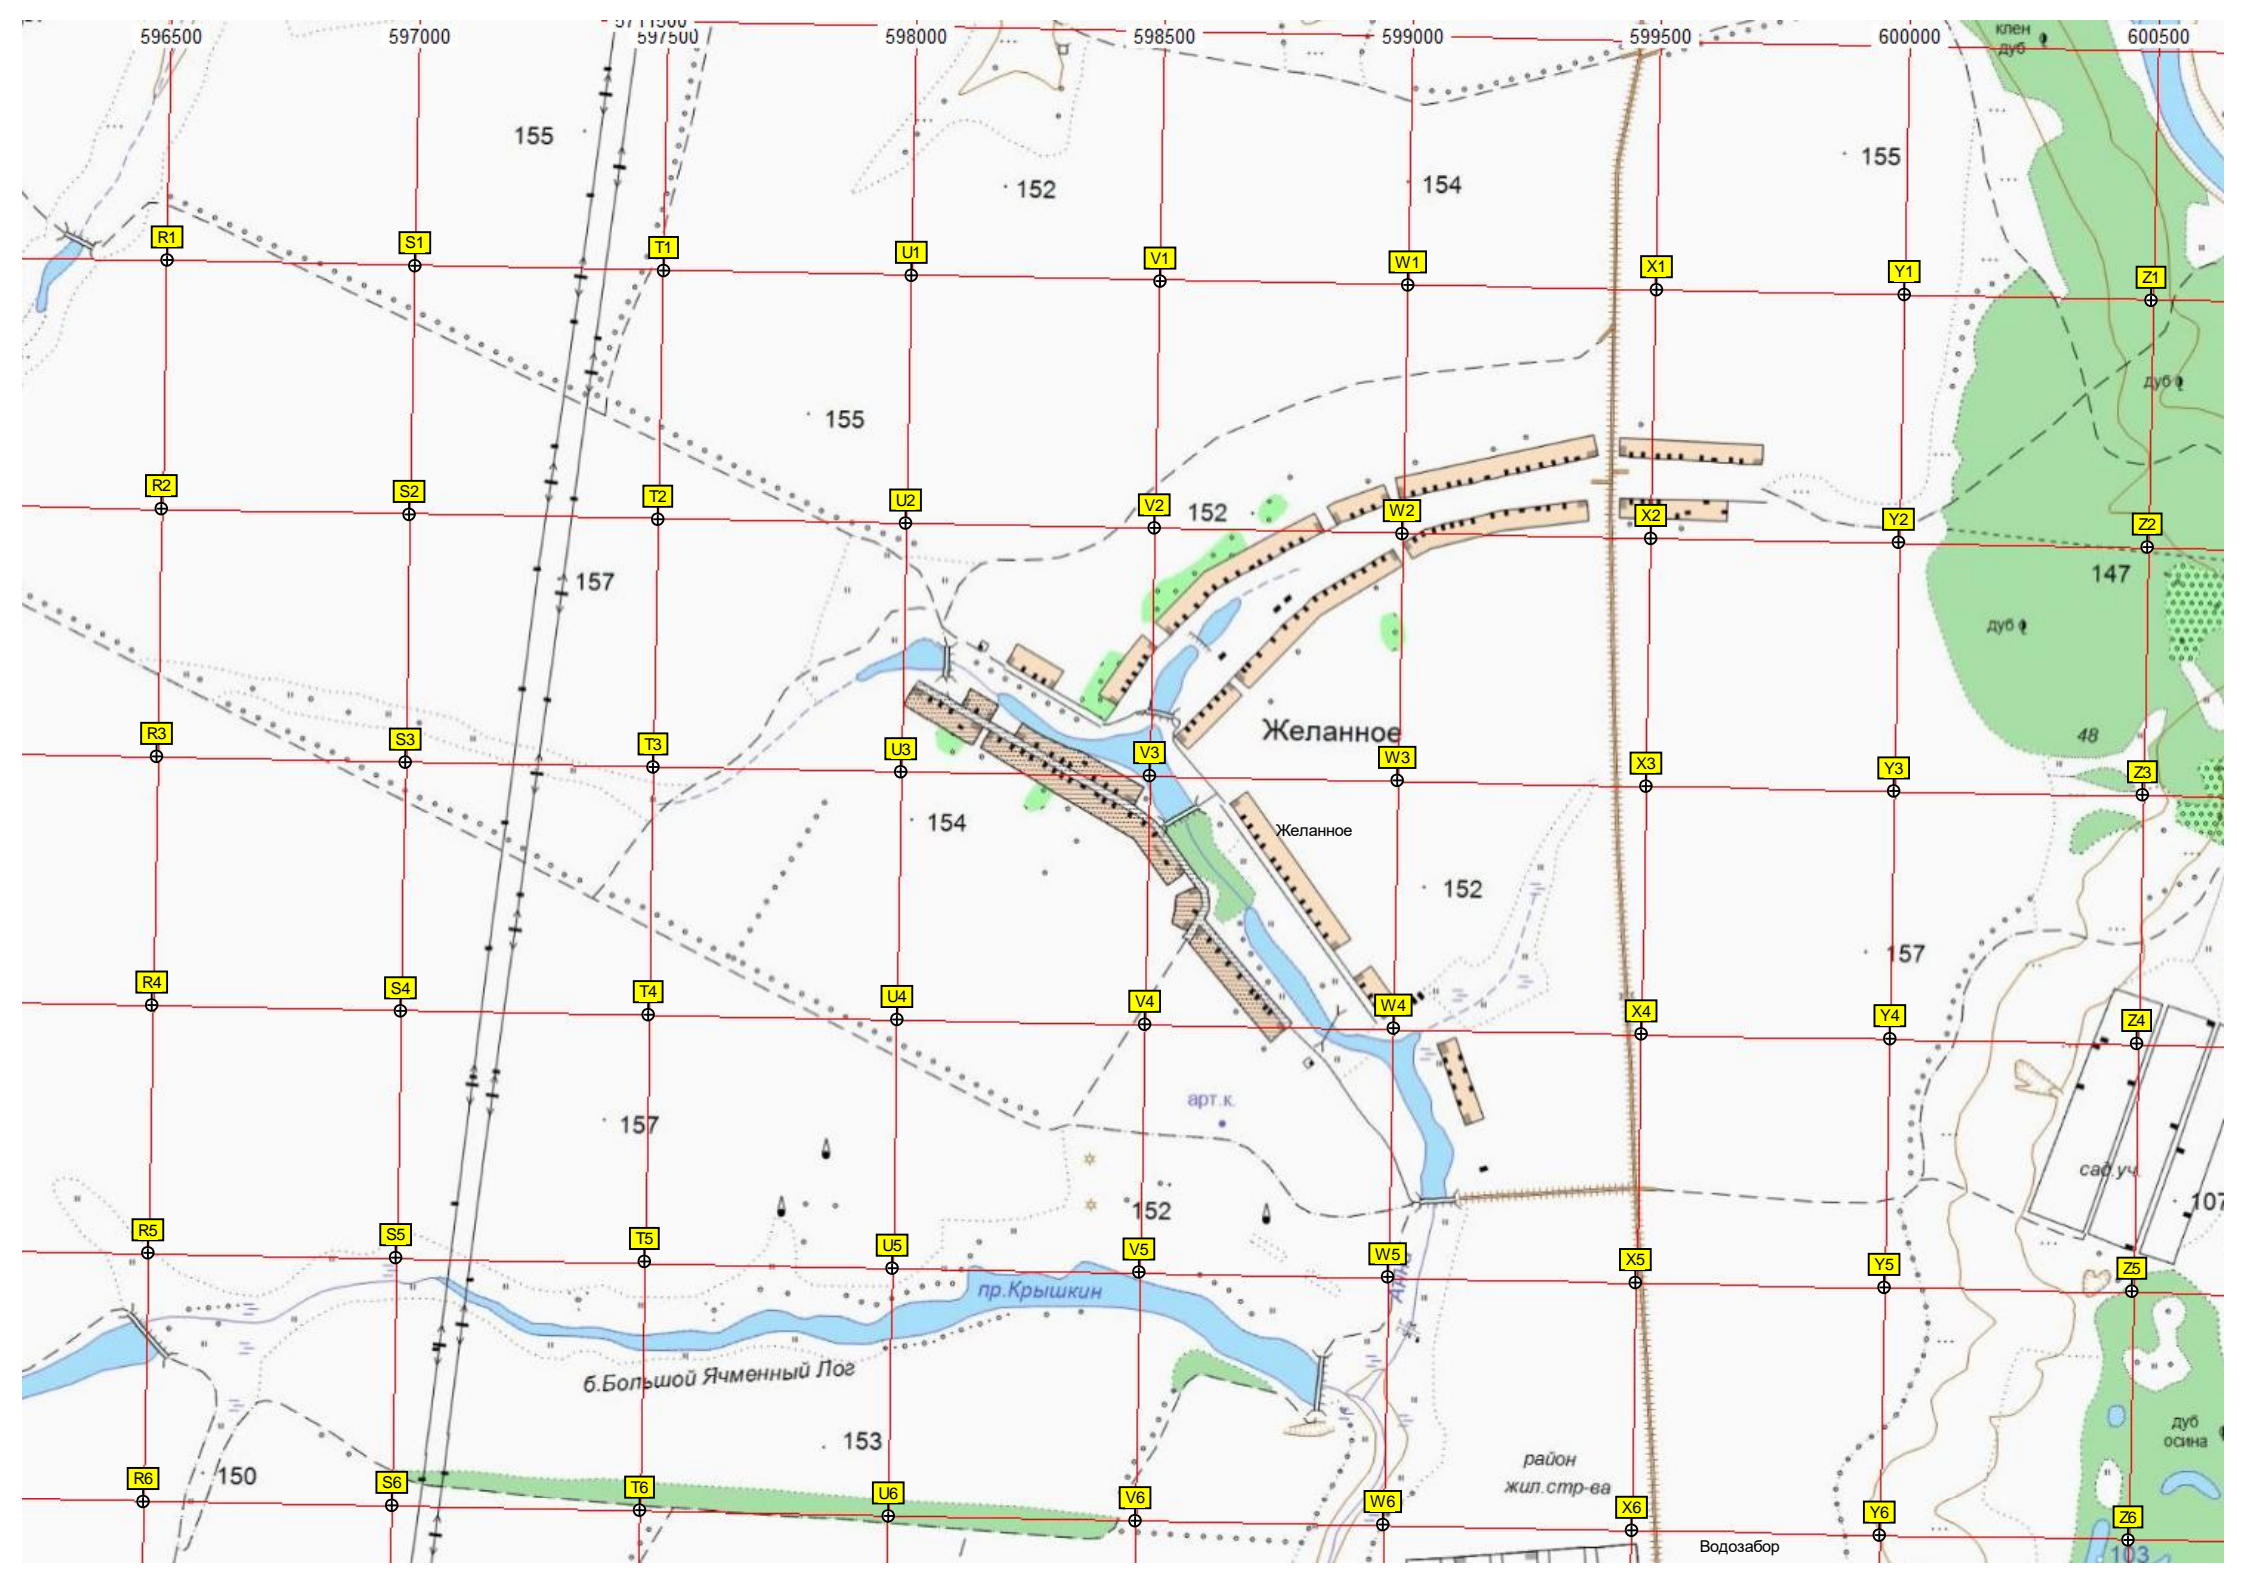 596500 597000 597500 598000 598500 599000 599500 600000 600500
клен
дуб
155
152
154
155
R1 S1 T1 U1 V1 W1 X1 Y1 Z1
дуб
155
R2 S2 T2 U2 V2 152 W2 X2 Y2 Z2
157
147
дуб
Желанное
48
R3 S3 T3 U3 V3 W3 X3 Y3 Z3
154
Желанное
152
157
R4 S4 T4 U4 V4 W4 X4 Y4 Z4
арт.к.
157
сад.уч.
152
107
R5 S5 T5 U5 V5 W5 X5 Y5 Z5
пр.Крышкин
б.Большой Ячменный Лог
дуб
осина
153
район
жил.стр-ва
150
R6 S6 T6 U6 V6 W6 X6 Y6 Z6
Водозабор
103